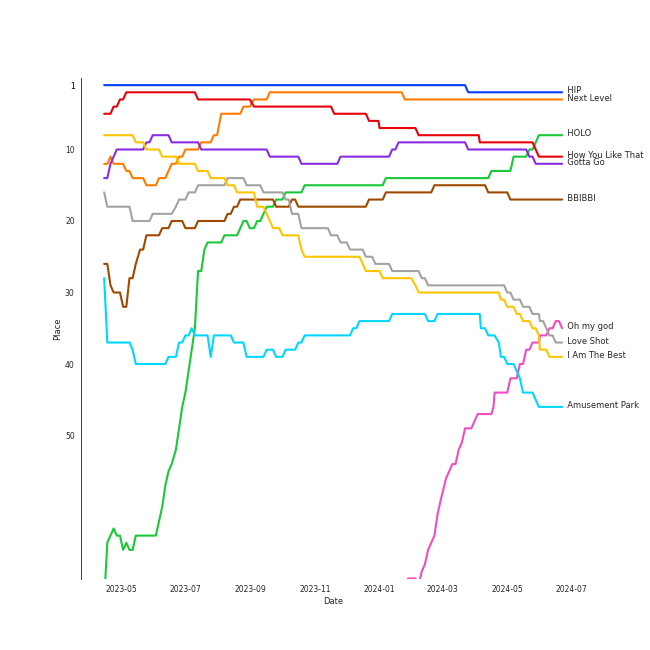 1
10
20
30
40
50
Place
2023-05
2023-07
2023-09
2023-11
2024-01
2024-03
2024-05
2024-07
Date
HIP
Next Level
HOLO
How You Like That
Gotta Go
BBIBBI
Oh my god
Love Shot
I Am The Best
Amusement Park